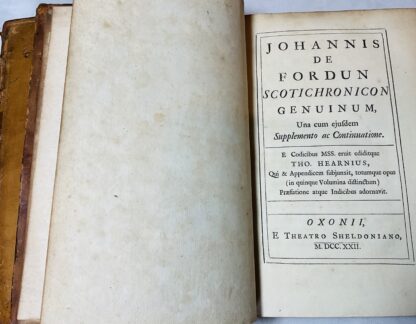 JOHANNIS
DE
FORDUN
SCOTICHRONICON
GENUINUM,
Una cum ejusdem
Supplemento ac Continuatione.
E Codicibus MSS. eruit ediditque
THO. HEARNIUS,
Qui & Appendicem subjunxit, totumque opus
(in quinque Volumina distinctum)
Præfatione atque Indicibus adornavit.
OXONII,
E THEATRO SHELDONIANO,
M.DCC.XXII.